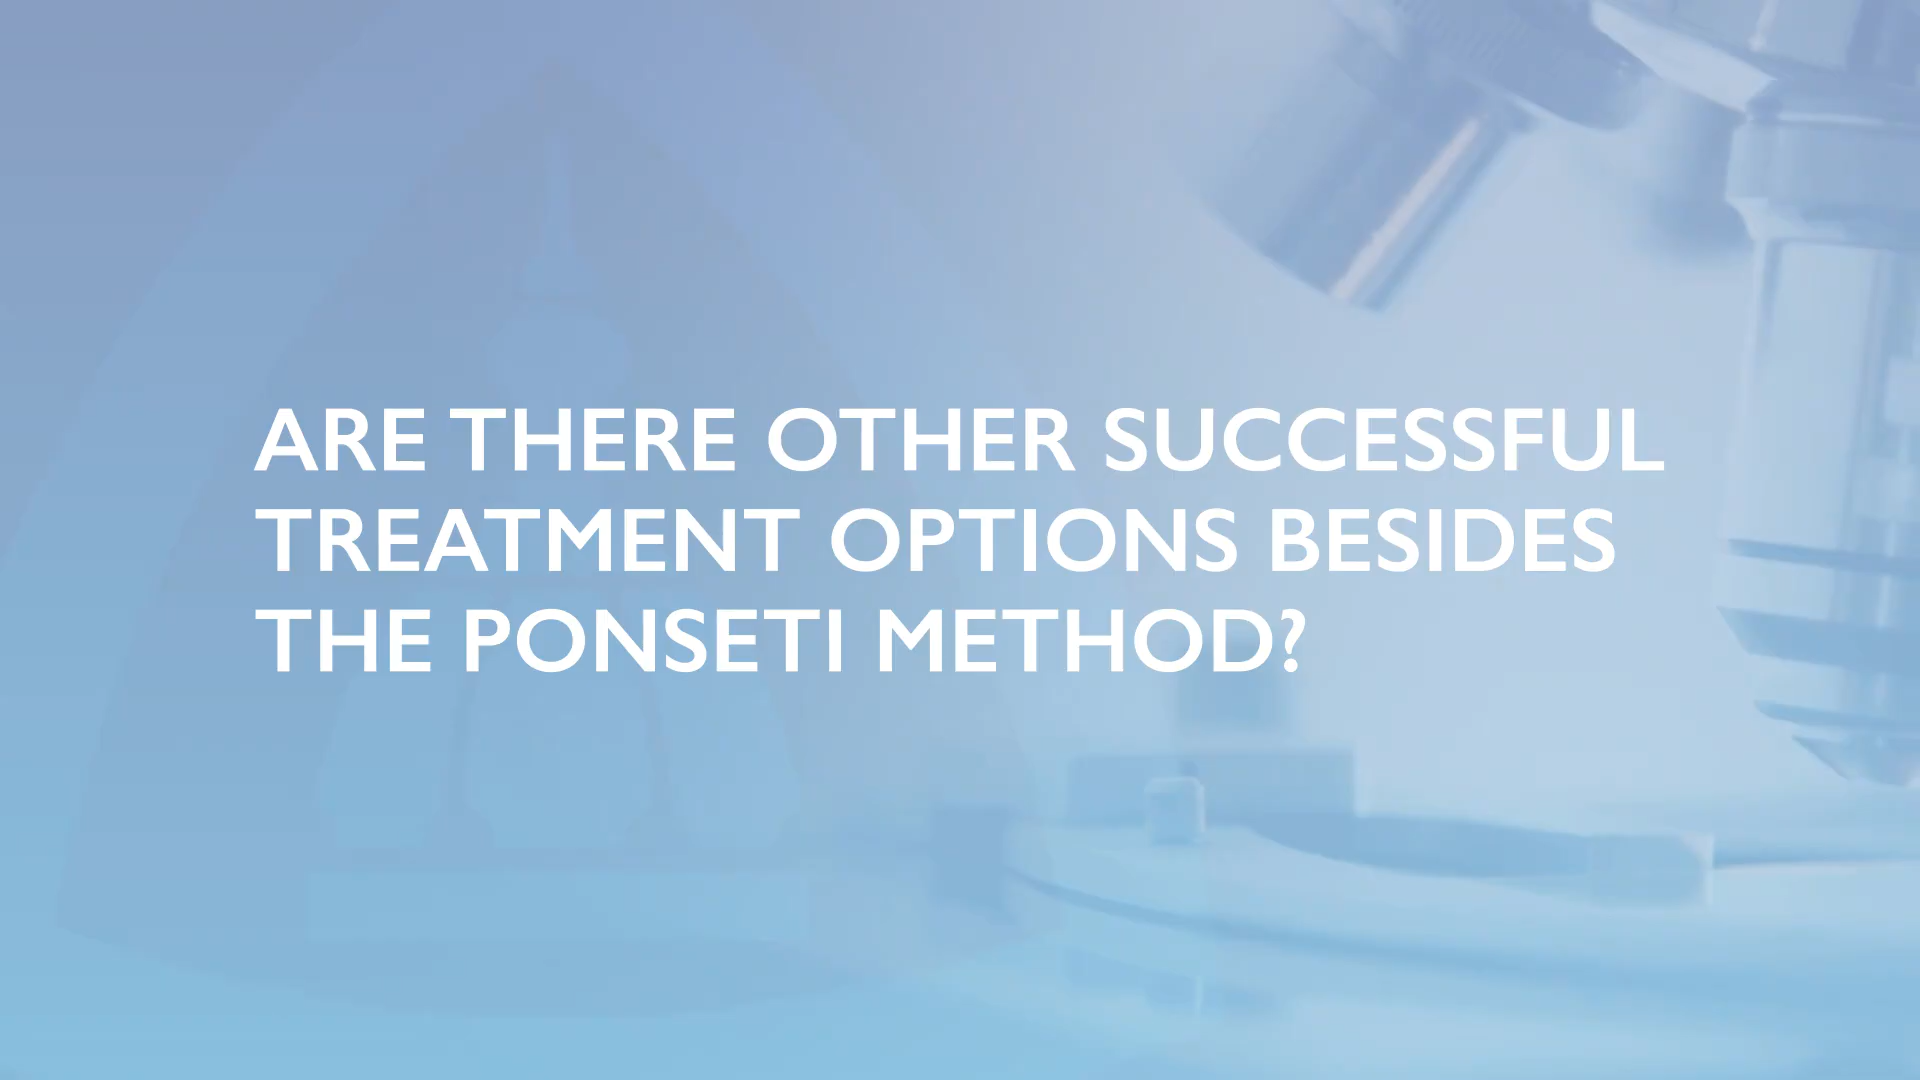 ARE THERE OTHER SUCCESSFUL
TREATMENT OPTIONS BESIDES
THE PONSETI METHOD?